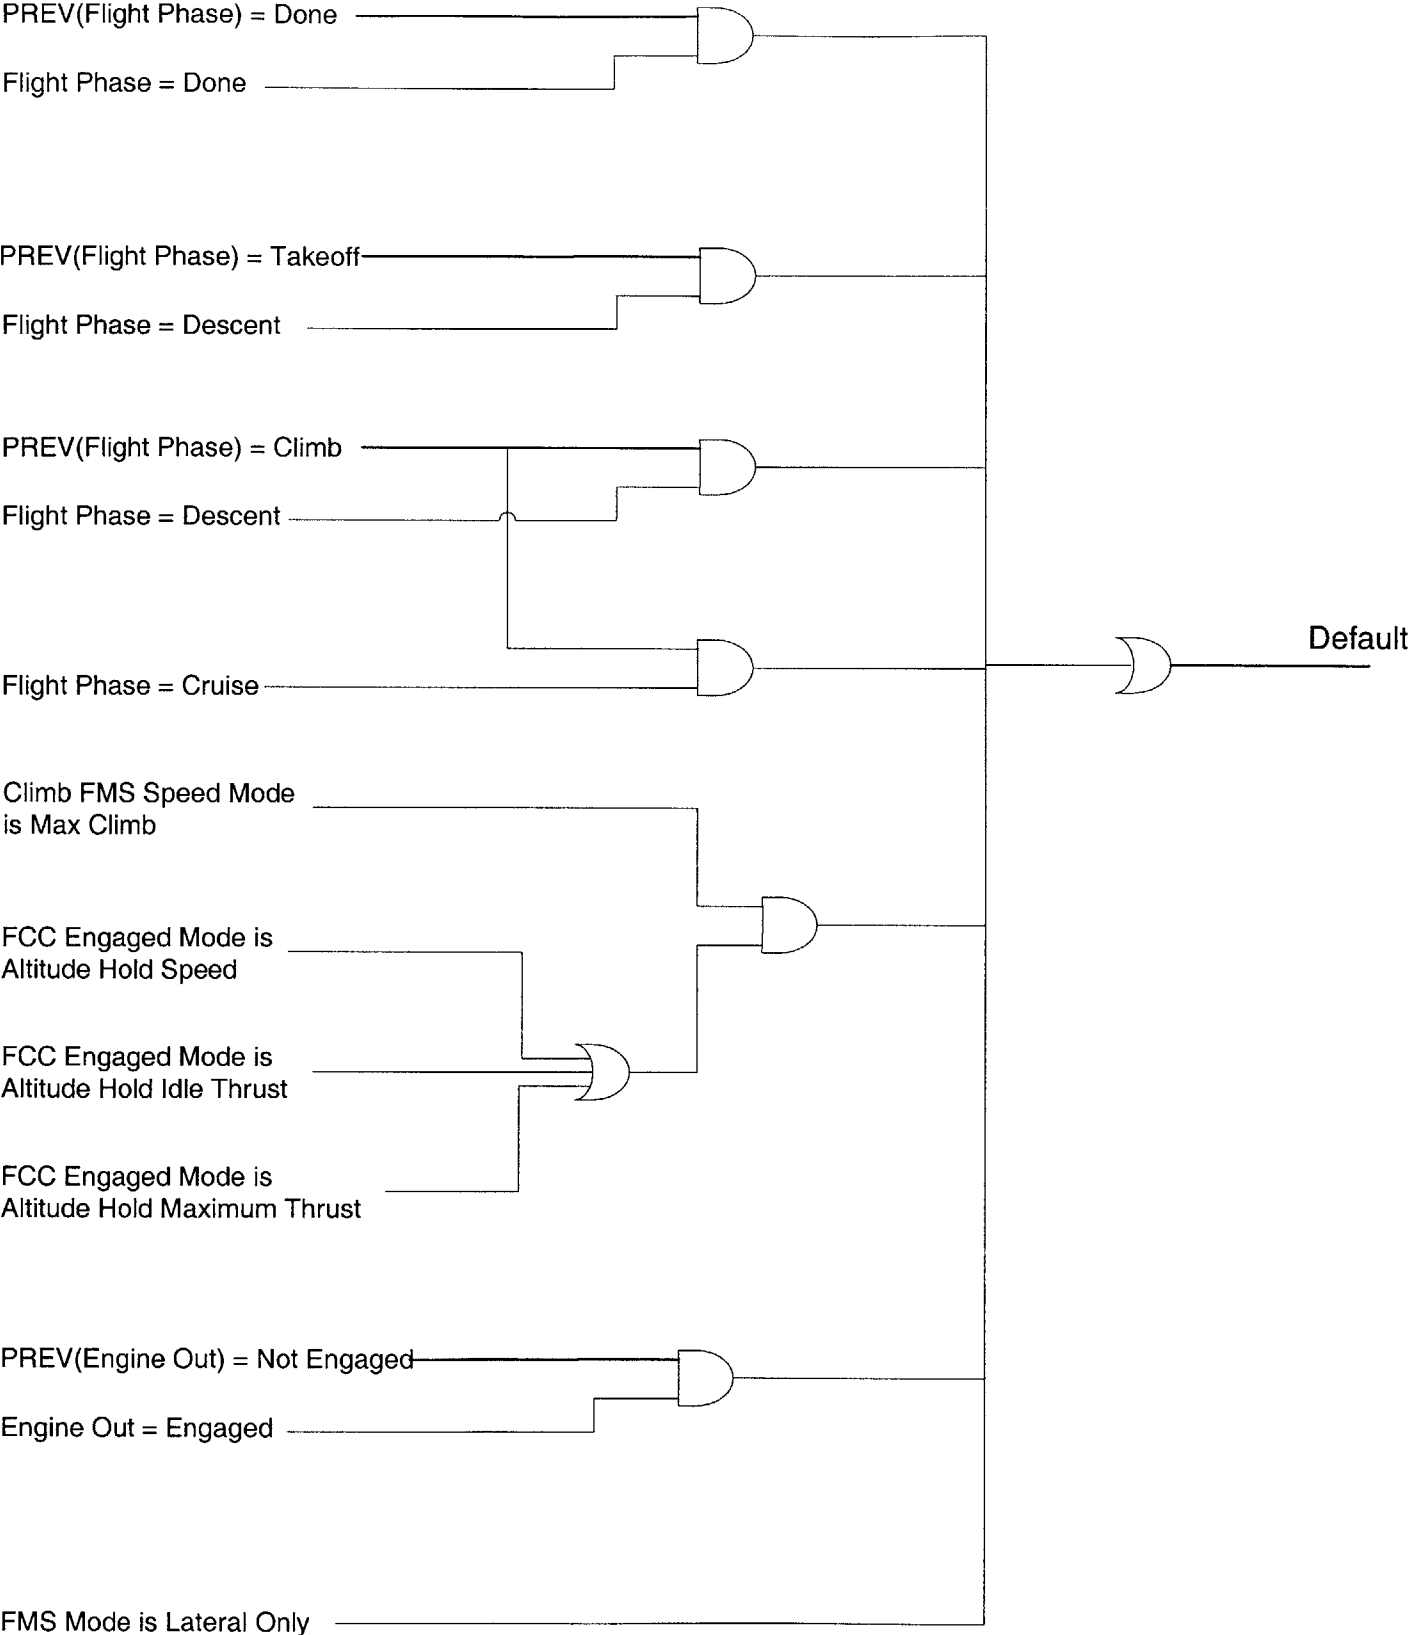 PREV(Flight Phase) = Done
Flight Phase = Done
PREV(Flight Phase) = Takeoff
Flight Phase = Descent
PREV(Flight Phase) = Climb
Flight Phase = Descent
Default
Flight Phase = Cruise
Climb FMS Speed Mode
is Max Climb
FCC Engaged Mode is
Altitude Hold Speed
FCC Engaged Mode is
Altitude Hold Idle Thrust
FCC Engaged Mode is
Altitude Hold Maximum Thrust
PREV(Engine Out) = Not Engaged
Engine Out = Engaged
FMS Mode is Lateral Only